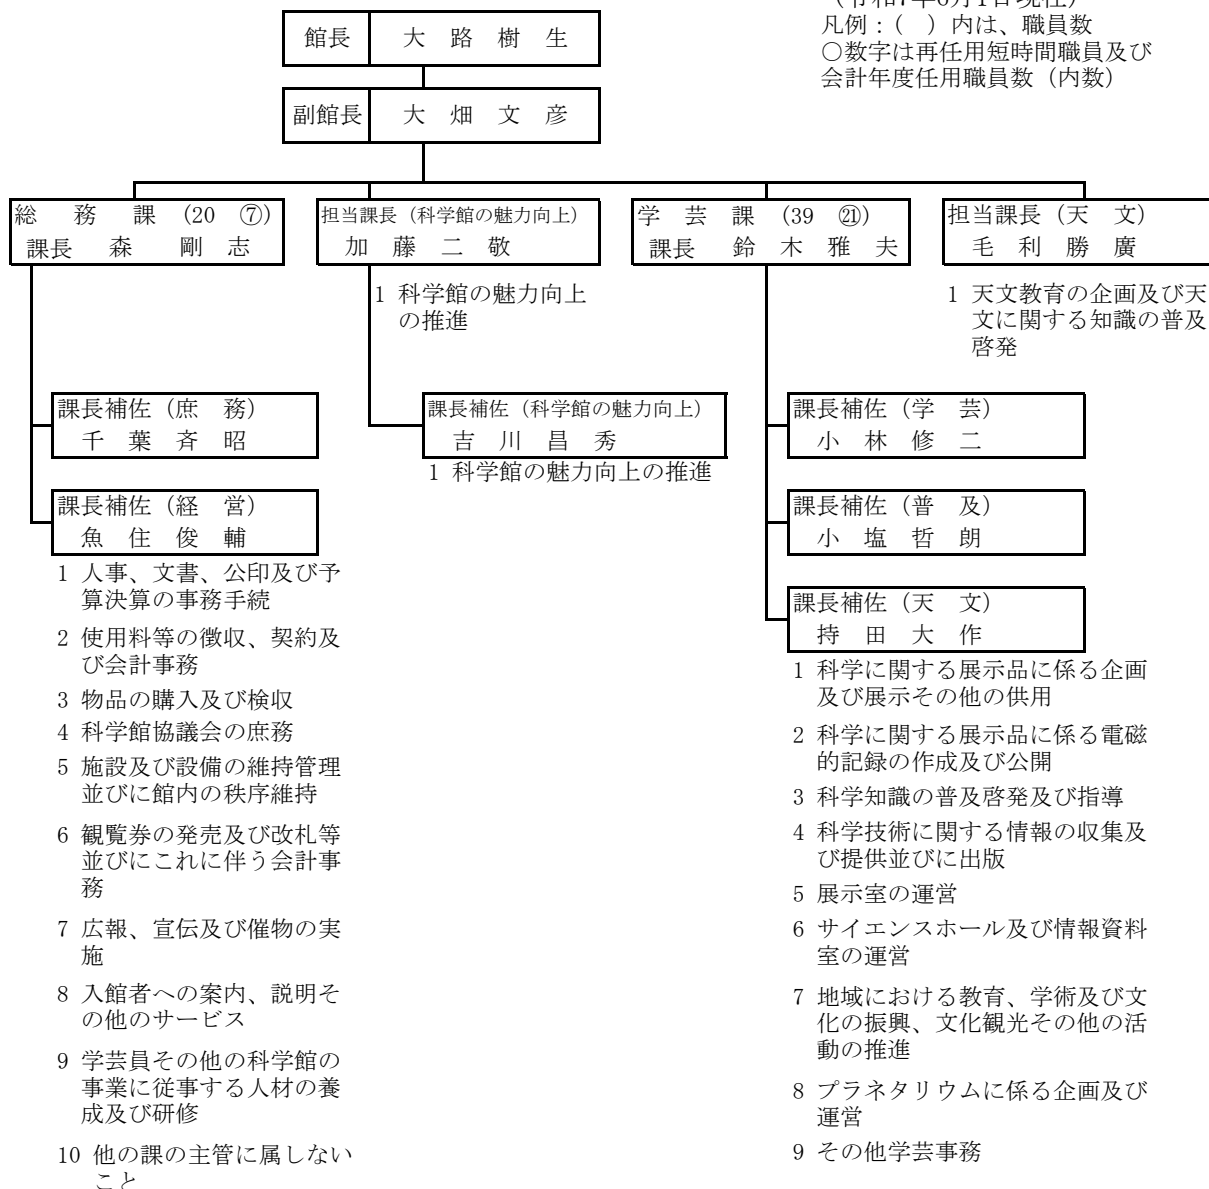 （令和7年6月1日現在）
凡例：（　）内は、職員数
○数字は再任用短時間職員及び
会計年度任用職員数（内数）
館長　大　路　樹　生
副館長　大　畑　文　彦
総　務　課　(20　⑦)
課長　森　　剛　志
担当課長（科学館の魅力向上）
加　藤　二　敬
学　芸　課　(39　㉑)
課長　鈴　木　雅　夫
担当課長（天　文）
毛　利　勝　廣
1 科学館の魅力向上
の推進
1 天文教育の企画及び天
文に関する知識の普及
啓発
課長補佐（庶　務）
千　葉　斉　昭
課長補佐（経　営）
魚　住　俊　輔
1 人事、文書、公印及び予
算決算の事務手続
2 使用料等の徴収、契約及
び会計事務
3 物品の購入及び検収
4 科学館協議会の庶務
5 施設及び設備の維持管理
並びに館内の秩序維持
6 観覧券の発売及び改札等
並びにこれに伴う会計事
務
7 広報、宣伝及び催物の実
施
8 入館者への案内、説明そ
の他のサービス
9 学芸員その他の科学館の
事業に従事する人材の養
成及び研修
10 他の課の主管に属しない
こと
課長補佐（科学館の魅力向上）
吉　川　昌　秀
1 科学館の魅力向上の推進
課長補佐（学　芸）
小　林　修　二
課長補佐（普　及）
小　塩　哲　朗
課長補佐（天　文）
持　田　大　作
1 科学に関する展示品に係る企画
及び展示その他の供用
2 科学に関する展示品に係る電磁
的記録の作成及び公開
3 科学知識の普及啓発及び指導
4 科学技術に関する情報の収集及
び提供並びに出版
5 展示室の運営
6 サイエンスホール及び情報資料
室の運営
7 地域における教育、学術及び文
化の振興、文化観光その他の活
動の推進
8 プラネタリウムに係る企画及び
運営
9 その他学芸事務